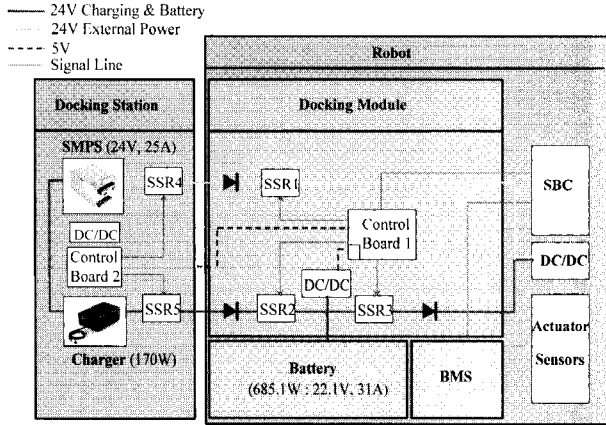 24V Charging & Battery
24V External Power
5V
Signal Line
Robot
Docking Station
Docking Module
SMPS (24V, 25A)
SSR4
SSR1
SBC
DC/DC
Control
Board 2
Control
Board 1
DC/DC
DC/DC
SSR5
SSR2
SSR3
Charger (170W)
Actuator
Sensors
Battery
(685.1W : 22.1V, 31A)
BMS